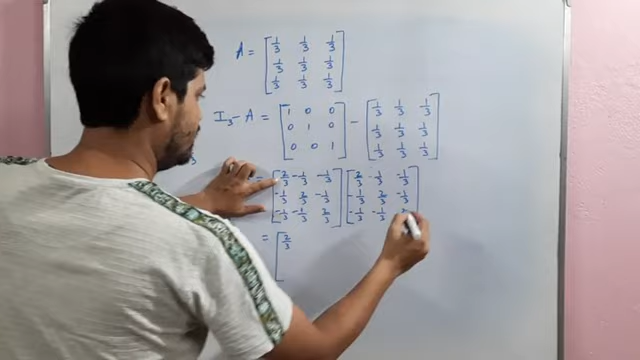 A = [ 1/3 1/3 1/3
1/3 1/3 1/3
1/3 1/3 1/3 ]
I₃ - A = [ 1 0 0 ] - [ 1/3 1/3 1/3 ]
0 1 0 1/3 1/3 1/3
0 0 1 1/3 1/3 1/3
3 = [ 2/3 -1/3 -1/3 ] [ 2/3 -1/3 -1/3 ]
-1/3 2/3 -1/3 -1/3 2/3 -1/3
-1/3 -1/3 2/3 -1/3 -1/3
= [ 2/3